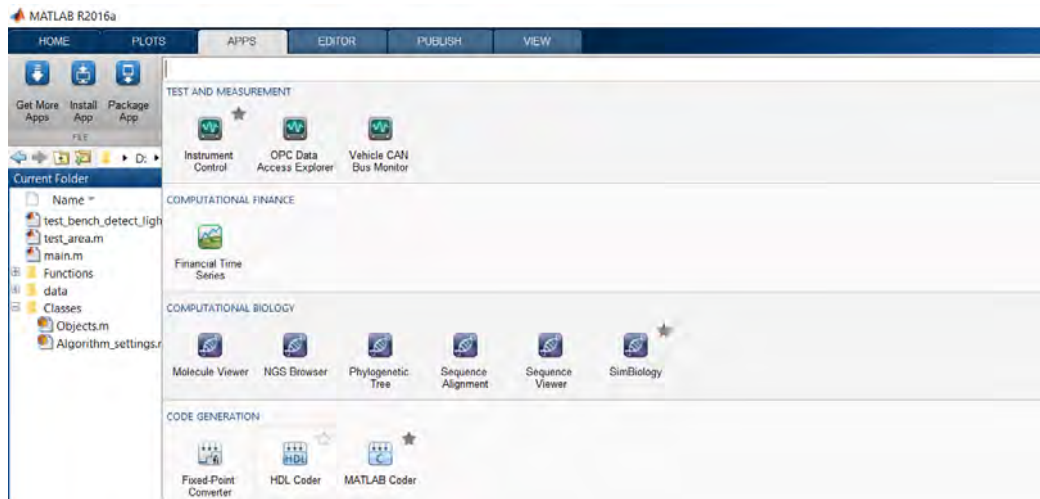 MATLAB R2016a
HOME PLOTS APPS EDITOR PUBLISH VIEW
Get More Apps
Install App
Package App
FILE
D:
Current Folder
Name
test_bench_detect_ligh
test_area.m
main.m
Functions
data
Classes
Objects.m
Algorithm_settings.r
TEST AND MEASUREMENT
Instrument Control
OPC Data Access Explorer
Vehicle CAN Bus Monitor
COMPUTATIONAL FINANCE
Financial Time Series
COMPUTATIONAL BIOLOGY
Molecule Viewer
NGS Browser
Phylogenetic Tree
Sequence Alignment
Sequence Viewer
SimBiology
CODE GENERATION
Fixed-Point Converter
HDL
HDL Coder
C
MATLAB Coder